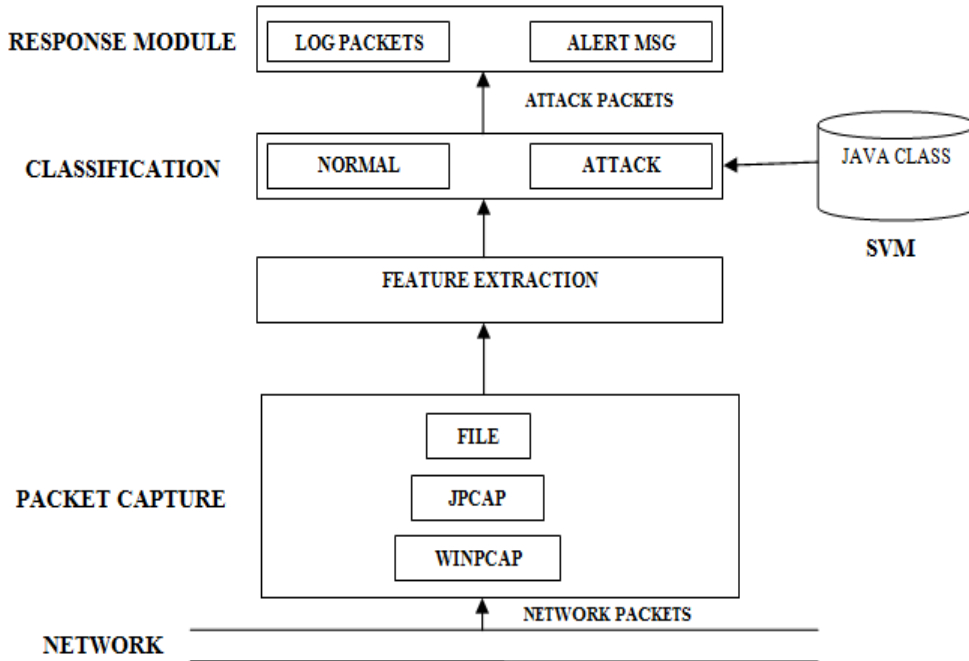 RESPONSE MODULE
LOG PACKETS
ALERT MSG
ATTACK PACKETS
CLASSIFICATION
NORMAL
ATTACK
JAVA CLASS
SVM
FEATURE EXTRACTION
PACKET CAPTURE
FILE
JPCAP
WINPCAP
NETWORK PACKETS
NETWORK